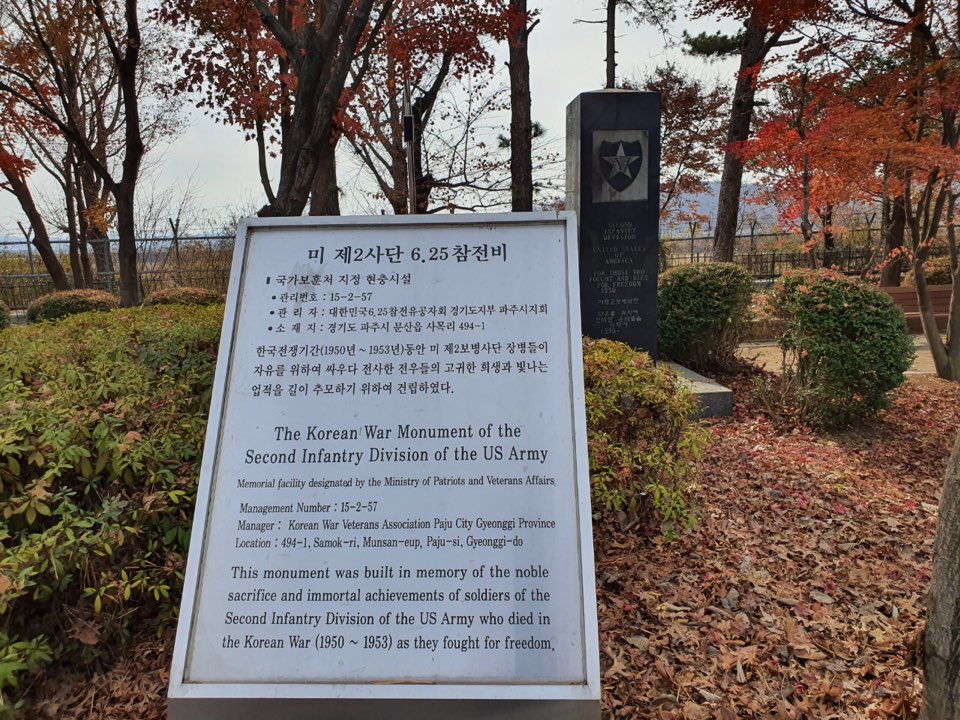 미 제2사단 6.25참전비
▮ 국가보훈처 지정 현충시설
• 관리번호 : 15-2-57
• 관 리 자 : 대한민국6.25참전유공자회 경기도지부 파주시지회
• 소 재 지 : 경기도 파주시 문산읍 사목리 494-1
한국전쟁기간(1950년~1953년)동안 미 제2보병사단 장병들이
자유를 위하여 싸우다 전사한 전우들의 고귀한 희생과 빛나는
업적을 길이 추모하기 위하여 건립하였다.
The Korean War Monument of the
Second Infantry Division of the US Army
Memorial facility designated by the Ministry of Patriots and Veterans Affairs.
Management Number : 15-2-57
Manager : Korean War Veterans Association Paju City Gyeonggi Province
Location : 494-1, Samok-ri, Munsan-eup, Paju-si, Gyeonggi-do
This monument was built in memory of the noble
sacrifice and immortal achievements of soldiers of the
Second Infantry Division of the US Army who died in
the Korean War (1950 ~ 1953) as they fought for freedom.
SECOND
INFANTRY
DIVISION
UNITED STATES
OF
AMERICA
FOR THOSE WHO
FOUGHT AND DIED
FOR FREEDOM
1950-